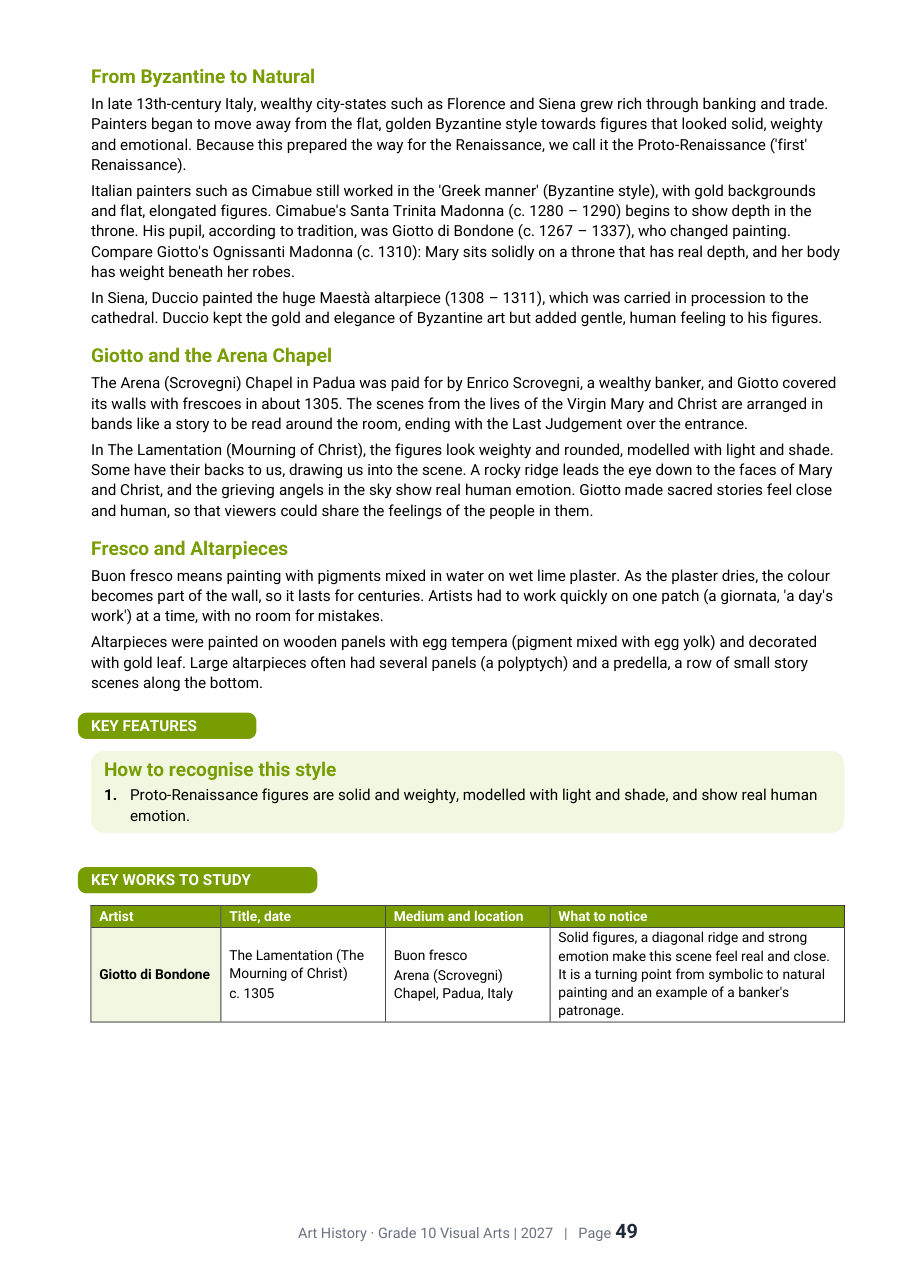 From Byzantine to Natural
In late 13th-century Italy, wealthy city-states such as Florence and Siena grew rich through banking and trade.
Painters began to move away from the flat, golden Byzantine style towards figures that looked solid, weighty
and emotional. Because this prepared the way for the Renaissance, we call it the Proto-Renaissance ('first'
Renaissance).
Italian painters such as Cimabue still worked in the 'Greek manner' (Byzantine style), with gold backgrounds
and flat, elongated figures. Cimabue's Santa Trinita Madonna (c. 1280 – 1290) begins to show depth in the
throne. His pupil, according to tradition, was Giotto di Bondone (c. 1267 – 1337), who changed painting.
Compare Giotto's Ognissanti Madonna (c. 1310): Mary sits solidly on a throne that has real depth, and her body
has weight beneath her robes.
In Siena, Duccio painted the huge Maestà altarpiece (1308 – 1311), which was carried in procession to the
cathedral. Duccio kept the gold and elegance of Byzantine art but added gentle, human feeling to his figures.
Giotto and the Arena Chapel
The Arena (Scrovegni) Chapel in Padua was paid for by Enrico Scrovegni, a wealthy banker, and Giotto covered
its walls with frescoes in about 1305. The scenes from the lives of the Virgin Mary and Christ are arranged in
bands like a story to be read around the room, ending with the Last Judgement over the entrance.
In The Lamentation (Mourning of Christ), the figures look weighty and rounded, modelled with light and shade.
Some have their backs to us, drawing us into the scene. A rocky ridge leads the eye down to the faces of Mary
and Christ, and the grieving angels in the sky show real human emotion. Giotto made sacred stories feel close
and human, so that viewers could share the feelings of the people in them.
Fresco and Altarpieces
Buon fresco means painting with pigments mixed in water on wet lime plaster. As the plaster dries, the colour
becomes part of the wall, so it lasts for centuries. Artists had to work quickly on one patch (a giornata, 'a day's
work') at a time, with no room for mistakes.
Altarpieces were painted on wooden panels with egg tempera (pigment mixed with egg yolk) and decorated
with gold leaf. Large altarpieces often had several panels (a polyptych) and a predella, a row of small story
scenes along the bottom.
KEY FEATURES
How to recognise this style
1. Proto-Renaissance figures are solid and weighty, modelled with light and shade, and show real human
emotion.
KEY WORKS TO STUDY
Artist
Title, date
Medium and location
What to notice
Giotto di Bondone
The Lamentation (The
Mourning of Christ)
c. 1305
Buon fresco
Arena (Scrovegni)
Chapel, Padua, Italy
Solid figures, a diagonal ridge and strong
emotion make this scene feel real and close.
It is a turning point from symbolic to natural
painting and an example of a banker's
patronage.
Art History · Grade 10 Visual Arts | 2027 | Page 49